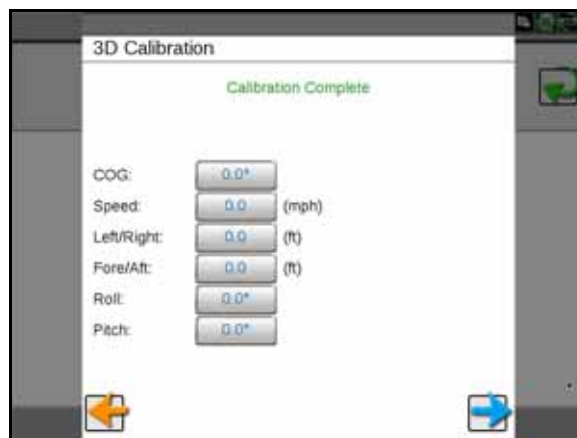 3D Calibration
Calibration Complete
COG: 0.0°
Speed: 0.0 (mph)
Left/Right: 0.0 (ft)
Fore/Aft: 0.0 (ft)
Roll: 0.0°
Pitch: 0.0°